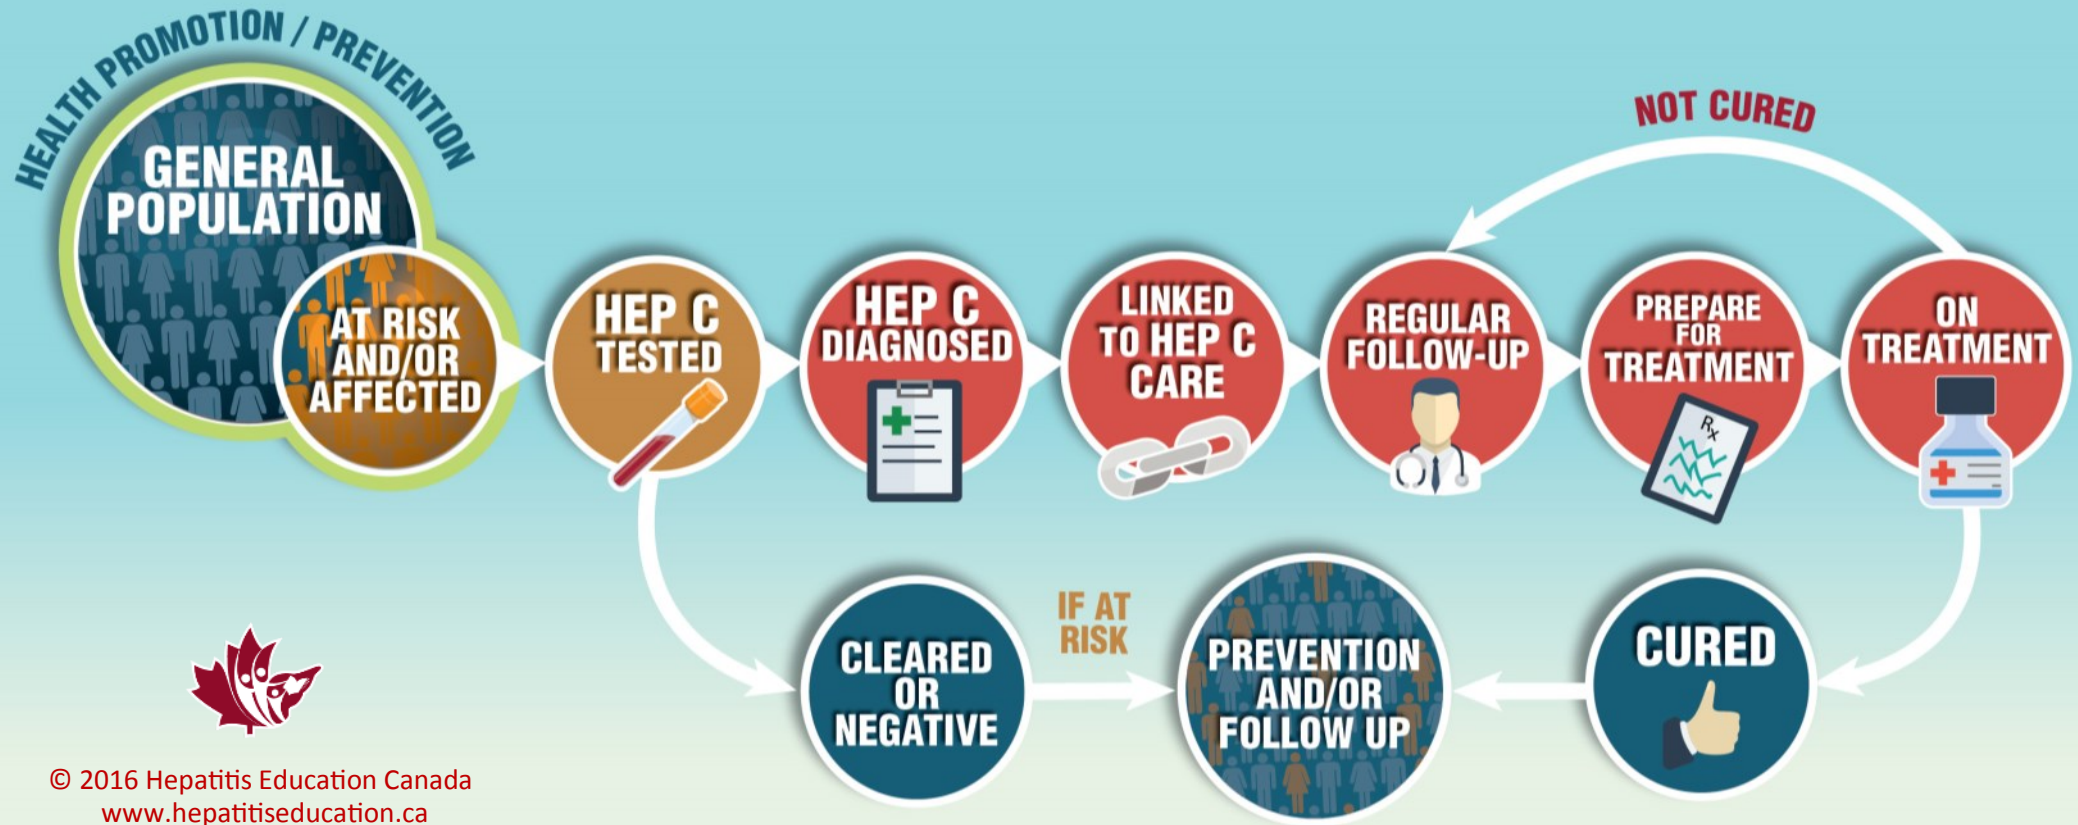 HEALTH PROMOTION / PREVENTION
GENERAL
POPULATION
AT RISK
AND/OR
AFFECTED
HEP C
TESTED
HEP C
DIAGNOSED
LINKED
TO HEP C
CARE
REGULAR
FOLLOW-UP
PREPARE
FOR
TREATMENT
Rx
ON
TREATMENT
NOT CURED
CLEARED
OR
NEGATIVE
IF AT
RISK
PREVENTION
AND/OR
FOLLOW UP
CURED
© 2016 Hepatitis Education Canada
www.hepatitiseducation.ca